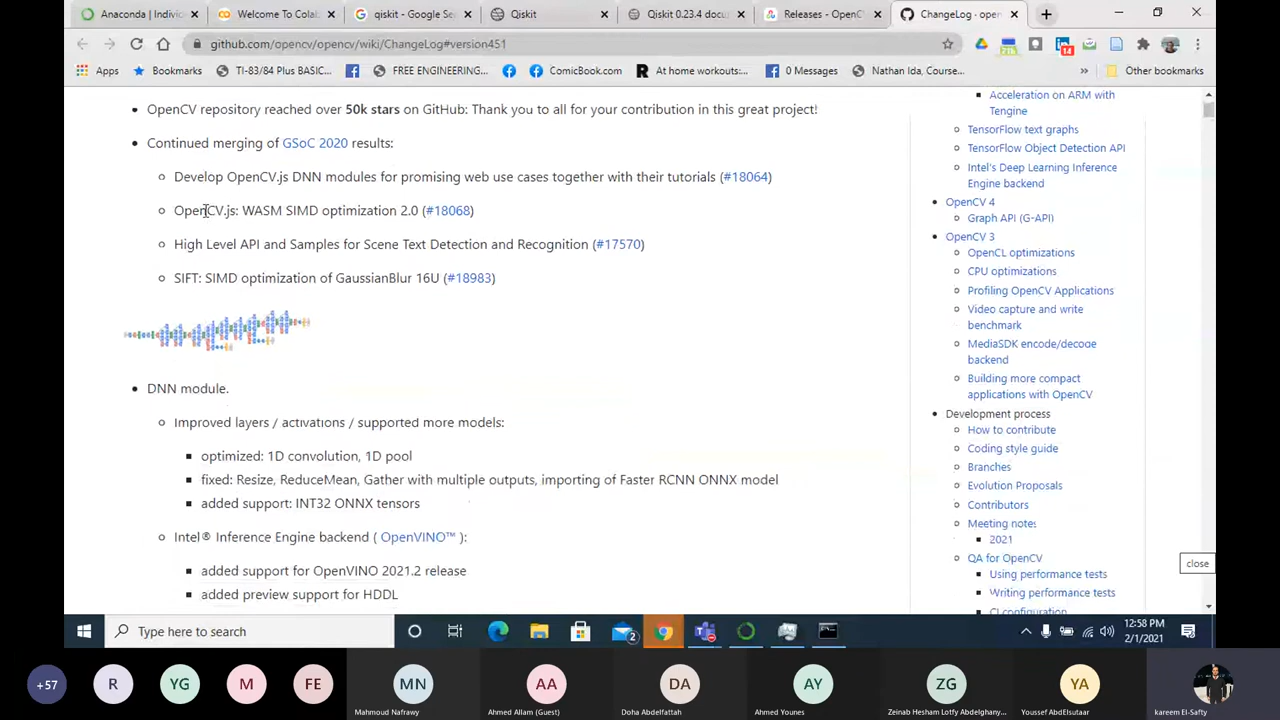 Anaconda | Individ
Welcome To Colab
qiskit - Google Se
Qiskit
Qiskit 0.23.4 docu
Releases - OpenC
ChangeLog · open
github.com/opencv/opencv/wiki/ChangeLog#version451
14
Apps
Bookmarks
TI-83/84 Plus BASIC...
FREE ENGINEERING...
ComicBook.com
At home workouts:...
0 Messages
Nathan Ida, Course...
»
Other bookmarks
OpenCV repository reached over 50k stars on GitHub: Thank you to all for your contribution in this great project!
Continued merging of GSoC 2020 results:
Develop OpenCV.js DNN modules for promising web use cases together with their tutorials (#18064)
OpenCV.js: WASM SIMD optimization 2.0 (#18068)
High Level API and Samples for Scene Text Detection and Recognition (#17570)
SIFT: SIMD optimization of GaussianBlur 16U (#18983)
DNN module.
Improved layers / activations / supported more models:
optimized: 1D convolution, 1D pool
fixed: Resize, ReduceMean, Gather with multiple outputs, importing of Faster RCNN ONNX model
added support: INT32 ONNX tensors
Intel® Inference Engine backend ( OpenVINO™ ):
added support for OpenVINO 2021.2 release
added preview support for HDDL
Acceleration on ARM with
Tengine
TensorFlow text graphs
TensorFlow Object Detection API
Intel's Deep Learning Inference
Engine backend
OpenCV 4
Graph API (G-API)
OpenCV 3
OpenCL optimizations
CPU optimizations
Profiling OpenCV Applications
Video capture and write
benchmark
MediaSDK encode/decode
backend
Building more compact
applications with OpenCV
Development process
How to contribute
Coding style guide
Branches
Evolution Proposals
Contributors
Meeting notes
2021
QA for OpenCV
Using performance tests
Writing performance tests
CI configuration
close
Type here to search
2
12:58 PM
2/1/2021
+57
R
YG
M
FE
MN
AA
DA
AY
ZG
YA
Mahmoud Nafrawy
Ahmed Allam (Guest)
Doha Abdelfattah
Ahmed Younes
Zeinab Hesham Lotfy Abdelghany...
Youssef AbdElsutaar
kareem El-Safty